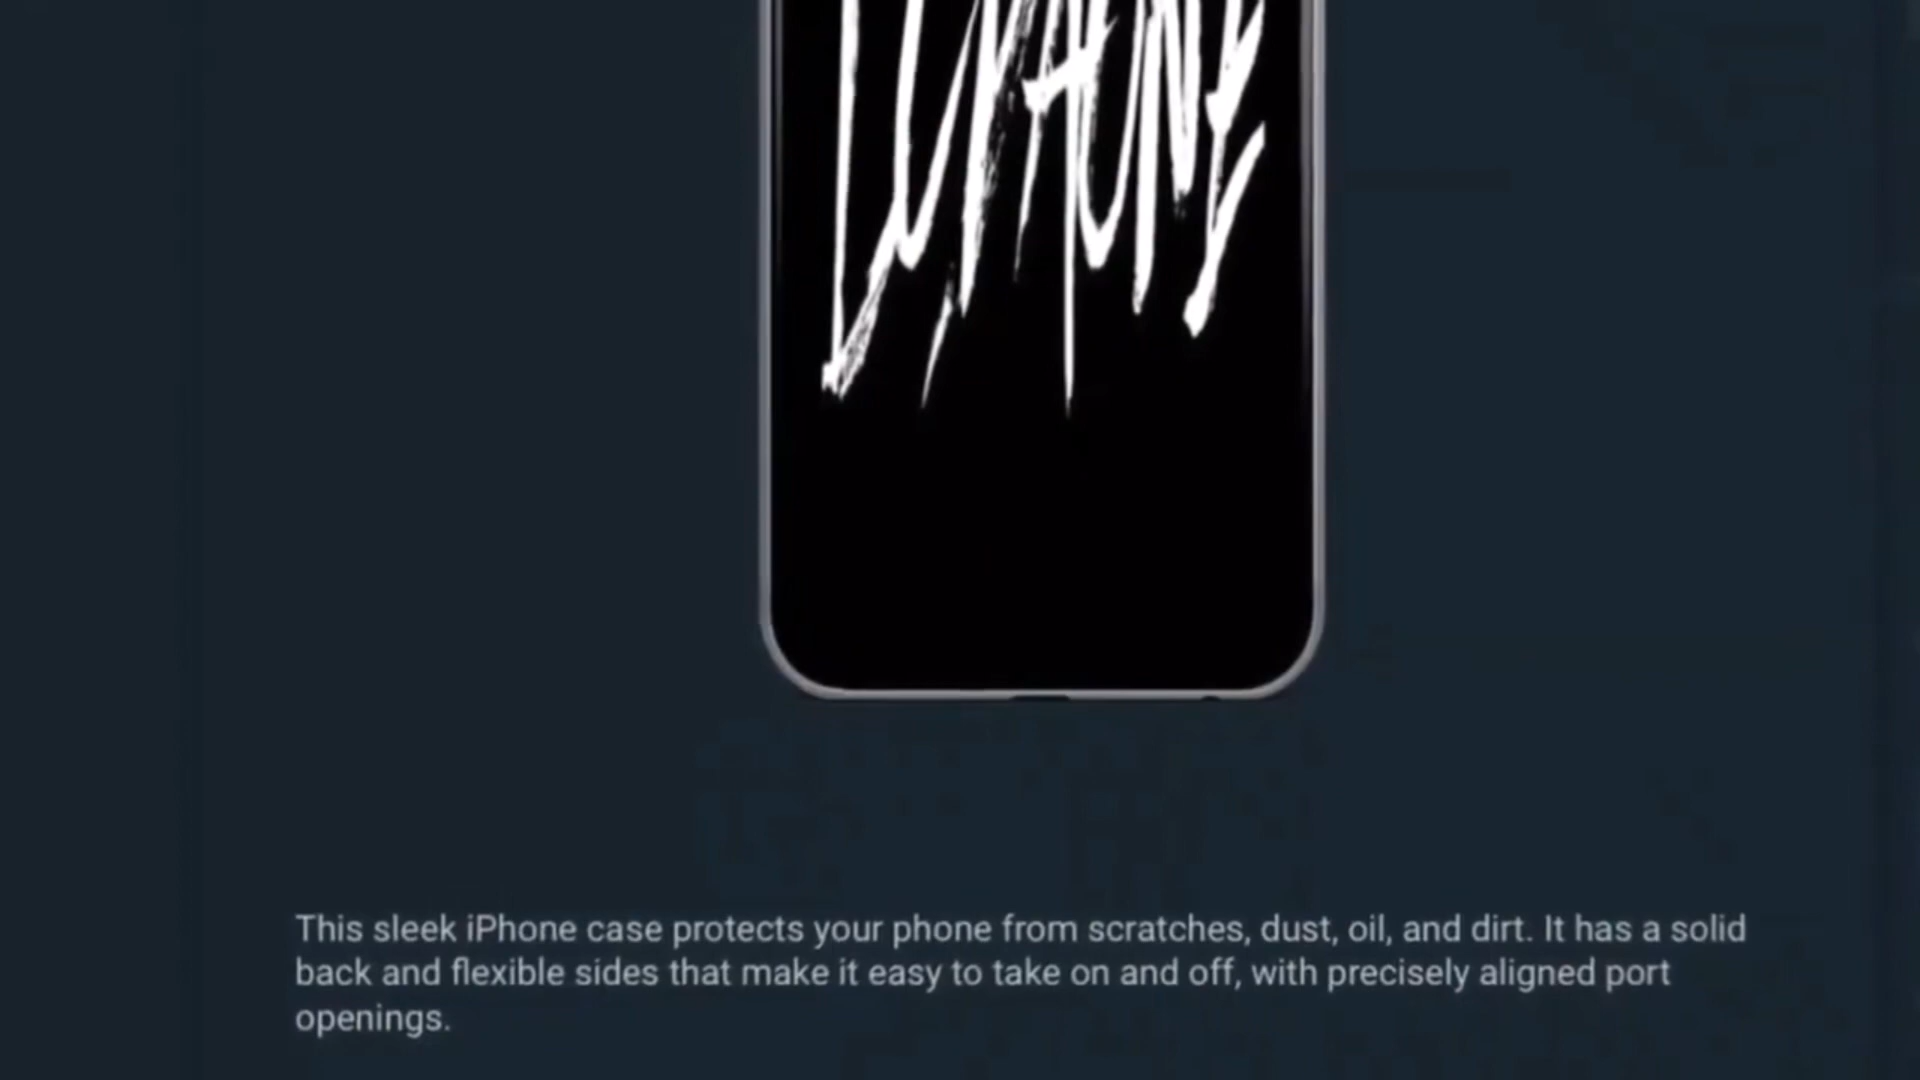 This sleek iPhone case protects your phone from scratches, dust, oil, and dirt. It has a solid
back and flexible sides that make it easy to take on and off, with precisely aligned port
openings.